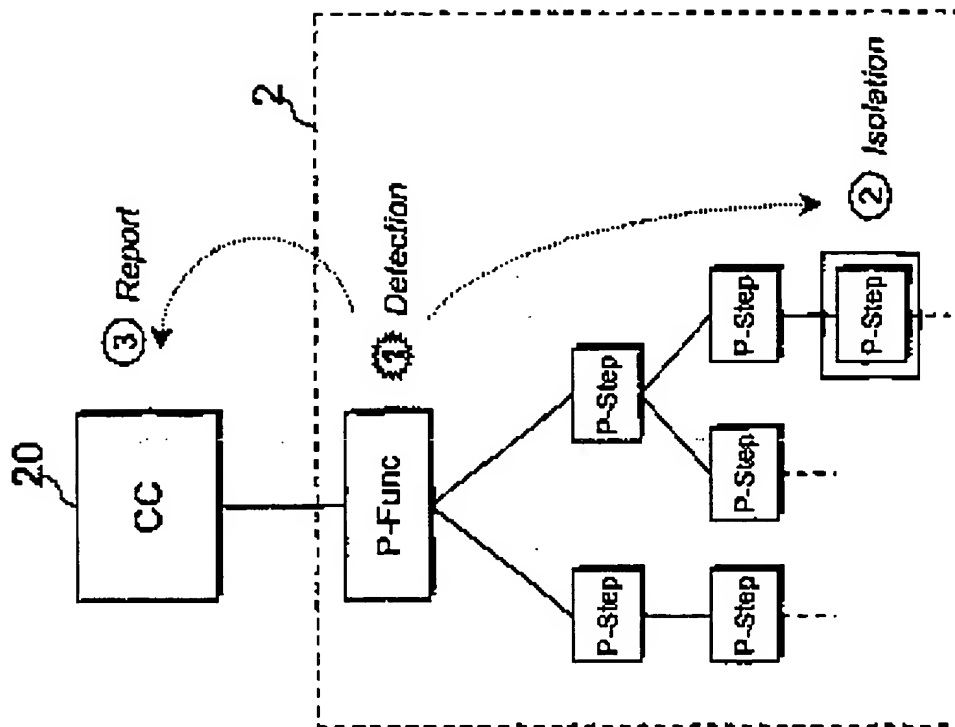 20
CC
3 Report
2
P-Func
1 Detection
P-Step
P-Step
P-Step
P-Step
P-Step
P-Step
2 Isolation